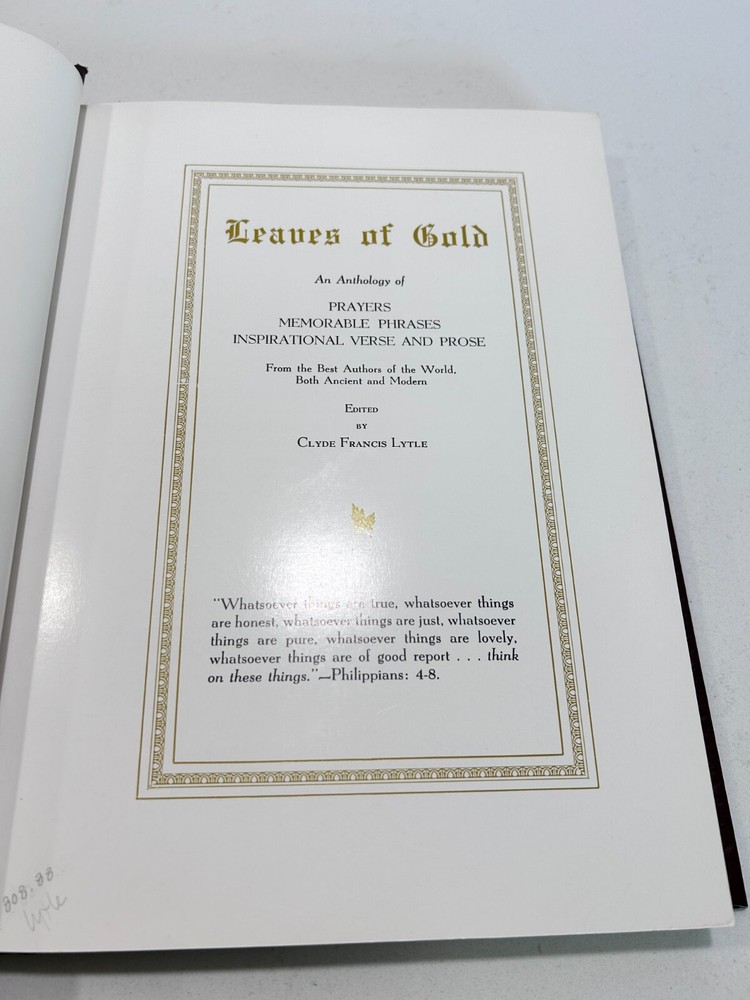 Leaves of Gold
An Anthology of
PRAYERS
MEMORABLE PHRASES
INSPIRATIONAL VERSE AND PROSE
From the Best Authors of the World,
Both Ancient and Modern
EDITED
BY
CLYDE FRANCIS LYTLE
"Whatsoever things are true, whatsoever things
are honest, whatsoever things are just, whatsoever
things are pure, whatsoever things are lovely,
whatsoever things are of good report . . . think
on these things."—Philippians: 4-8.
808.88
Lytle